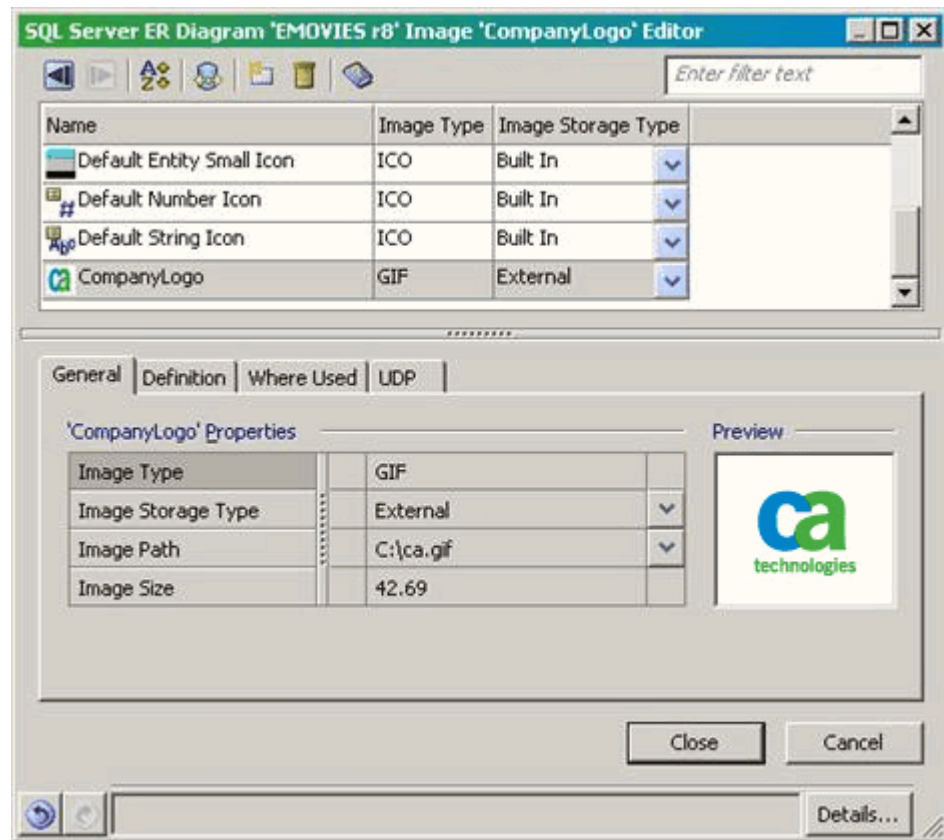 SQL Server ER Diagram 'EMOVIES r8' Image 'CompanyLogo' Editor
Enter filter text
Name Image Type Image Storage Type
Default Entity Small Icon ICO Built In
Default Number Icon ICO Built In
Default String Icon ICO Built In
CompanyLogo GIF External
General Definition Where Used UDP
'CompanyLogo' Properties Preview
Image Type GIF
Image Storage Type External
Image Path C:\ca.gif
Image Size 42.69
ca
technologies
Close Cancel
Details...